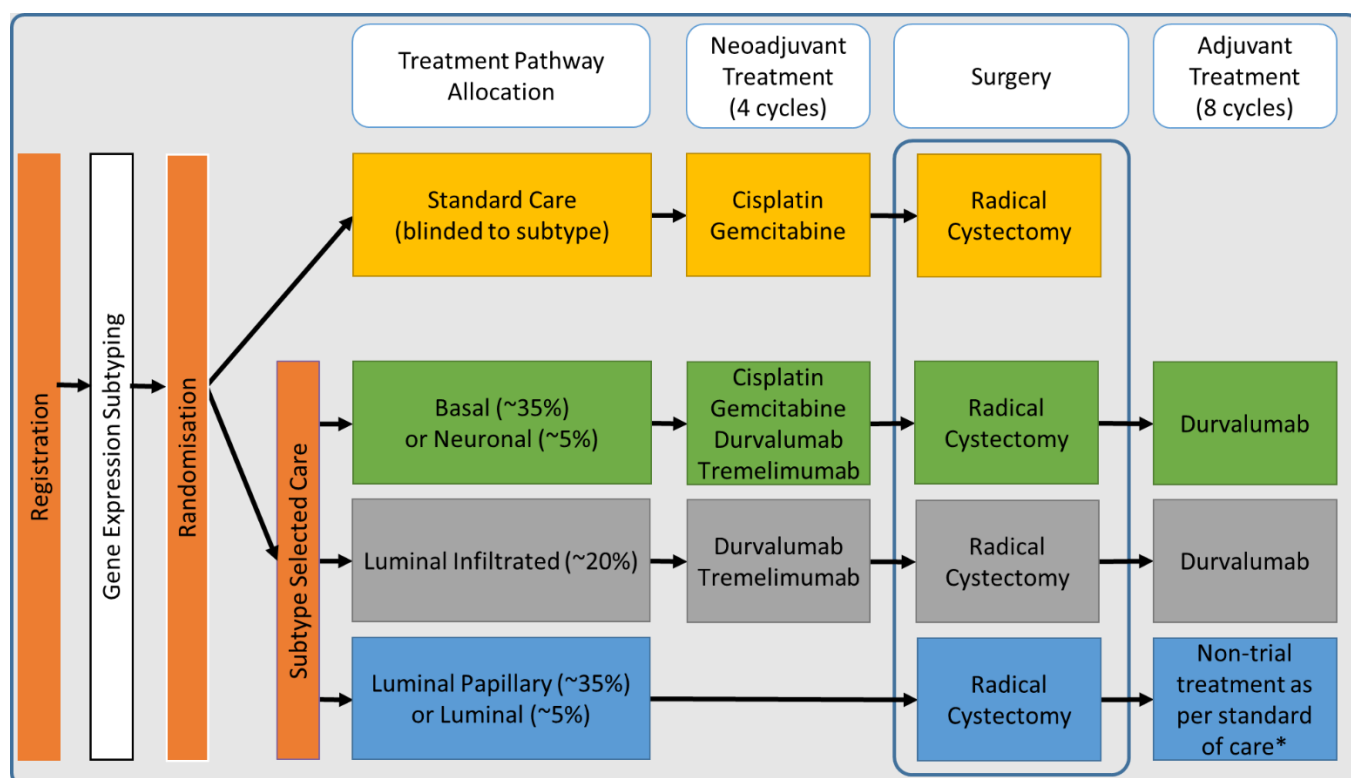 Treatment Pathway
Allocation
Neoadjuvant
Treatment
(4 cycles)
Surgery
Adjuvant
Treatment
(8 cycles)
Registration
Gene Expression Subtyping
Randomisation
Standard Care
(blinded to subtype)
Cisplatin
Gemcitabine
Radical
Cystectomy
Subtype Selected Care
Basal (~35%)
or Neuronal (~5%)
Cisplatin
Gemcitabine
Durvalumab
Tremelimumab
Radical
Cystectomy
Durvalumab
Luminal Infiltrated (~20%)
Durvalumab
Tremelimumab
Radical
Cystectomy
Durvalumab
Luminal Papillary (~35%)
or Luminal (~5%)
Radical
Cystectomy
Non-trial
treatment as
per standard
of care*